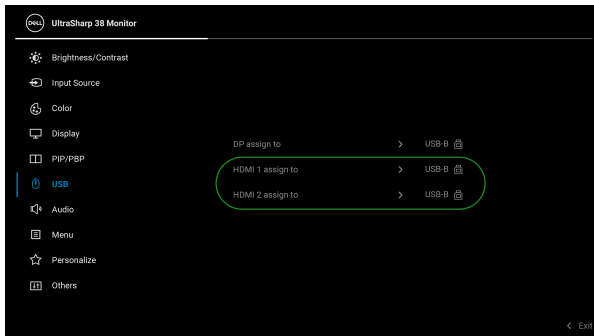 DELL UltraSharp 38 Monitor
Brightness/Contrast
Input Source
Color
Display
DP assign to USB-B
PIP/PBP
HDMI 1 assign to USB-B
USB
HDMI 2 assign to USB-B
Audio
Menu
Personalize
Others
Exit